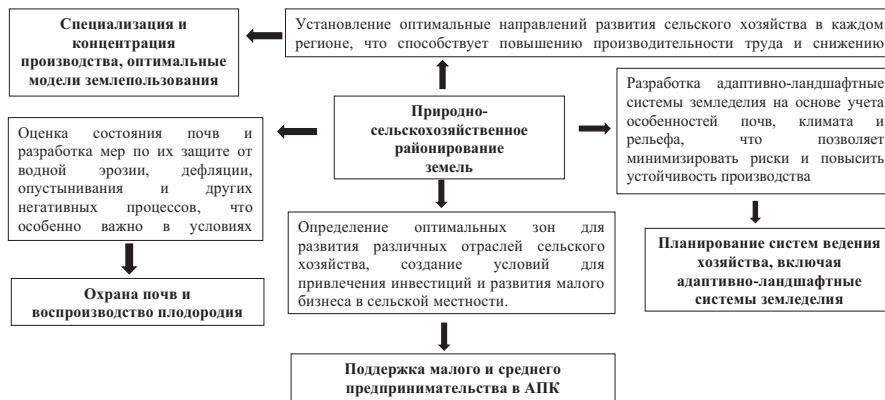 Специализация и
концентрация
производства, оптимальные
модели землепользования
Установление оптимальные направлений развития сельского хозяйства в каждом
регионе, что способствует повышению производительности труда и снижению
Природно-
сельскохозяйственное
районирование
земель
Разработка адаптивно-ландшафтные
системы земледелия на основе учета
особенностей почв, климата и
рельефа, что позволяет
минимизировать риски и повысить
устойчивость производства
Оценка состояния почв и
разработка мер по их защите от
водной эрозии, дефляции,
опустынивания и других
негативных процессов, что
особенно важно в условиях
Определение оптимальных зон для
развития различных отраслей сельского
хозяйства, создание условий для
привлечения инвестиций и развития малого
бизнеса в сельской местности.
Планирование систем ведения
хозяйства, включая
адаптивно-ландшафтные
системы земледелия
Охрана почв и
воспроизводство плодородия
Поддержка малого и среднего
предпринимательства в АПК